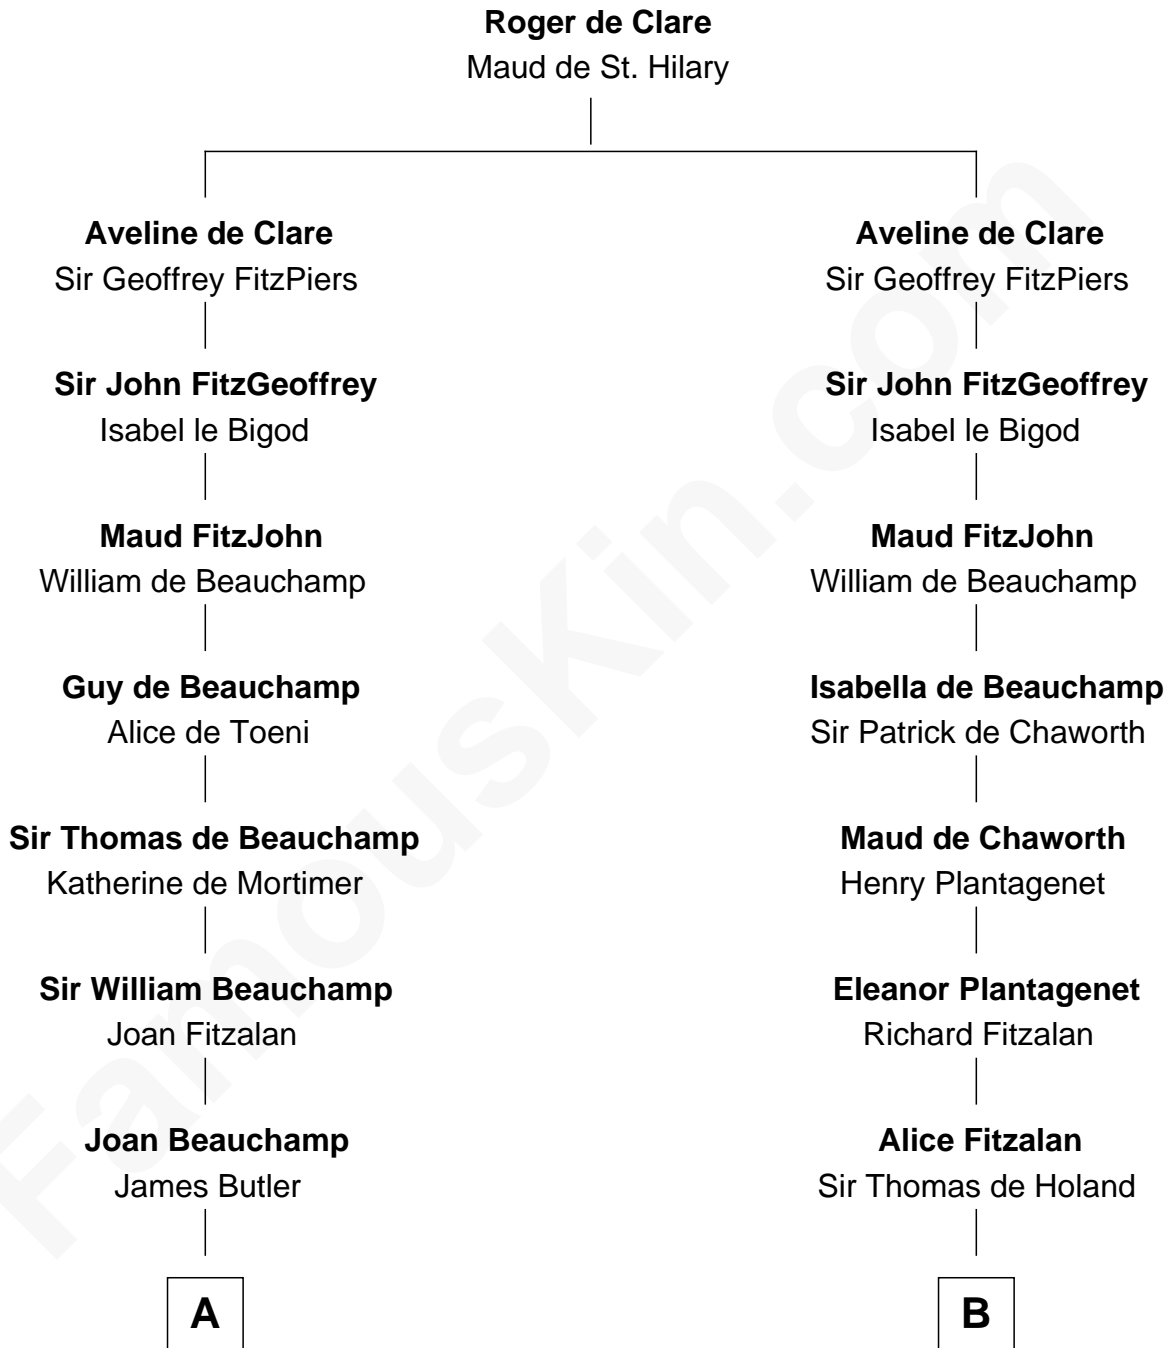 Roger de Clare
Maud de St. Hilary
Aveline de Clare
Sir Geoffrey FitzPiers
Sir John FitzGeoffrey
Isabel le Bigod
Maud FitzJohn
William de Beauchamp
Guy de Beauchamp
Alice de Toeni
Sir Thomas de Beauchamp
Katherine de Mortimer
Sir William Beauchamp
Joan Fitzalan
Joan Beauchamp
James Butler
A
Aveline de Clare
Sir Geoffrey FitzPiers
Sir John FitzGeoffrey
Isabel le Bigod
Maud FitzJohn
William de Beauchamp
Isabella de Beauchamp
Sir Patrick de Chaworth
Maud de Chaworth
Henry Plantagenet
Eleanor Plantagenet
Richard Fitzalan
Alice Fitzalan
Sir Thomas de Holand
B
FamousKin.com